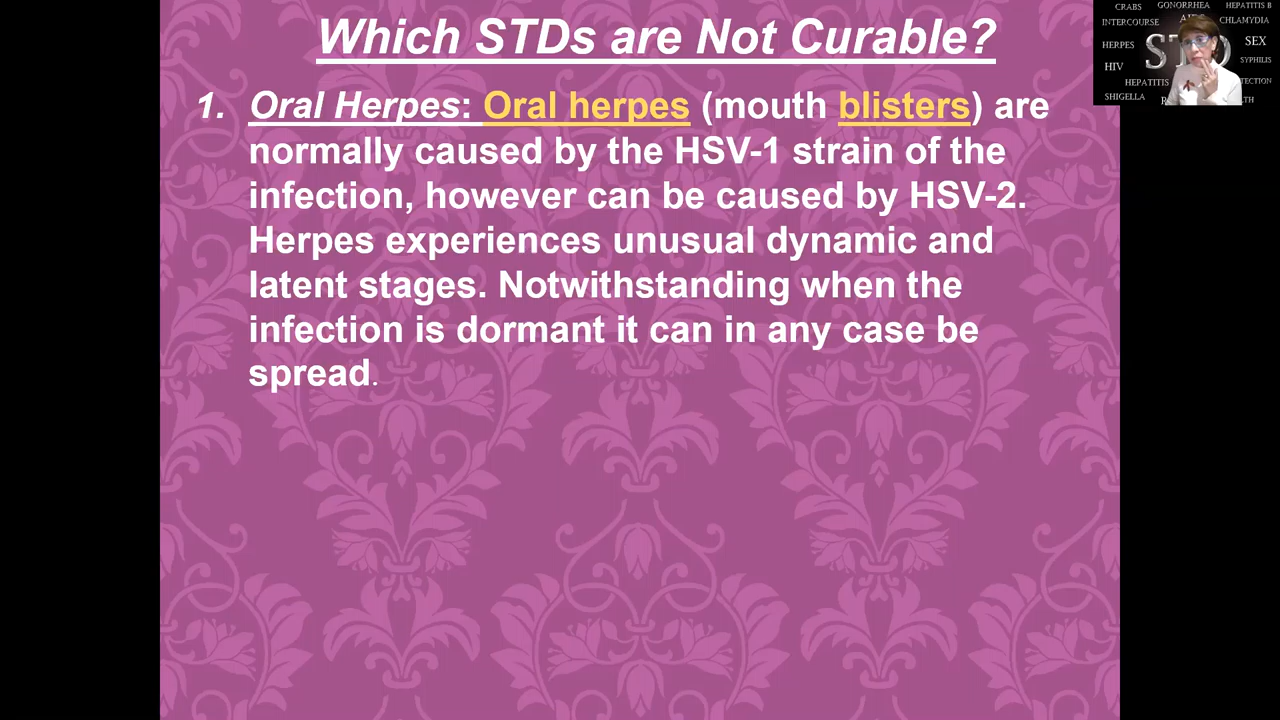 Which STDs are Not Curable?
1. Oral Herpes: Oral herpes (mouth blisters) are
normally caused by the HSV-1 strain of the
infection, however can be caused by HSV-2.
Herpes experiences unusual dynamic and
latent stages. Notwithstanding when the
infection is dormant it can in any case be
spread.
CRABS GONORRHEA HEPATITIS B
INTERCOURSE CHLAMYDIA
HERPES SEX
HIV SYPHILIS
HEPATITIS
SHIGELLA